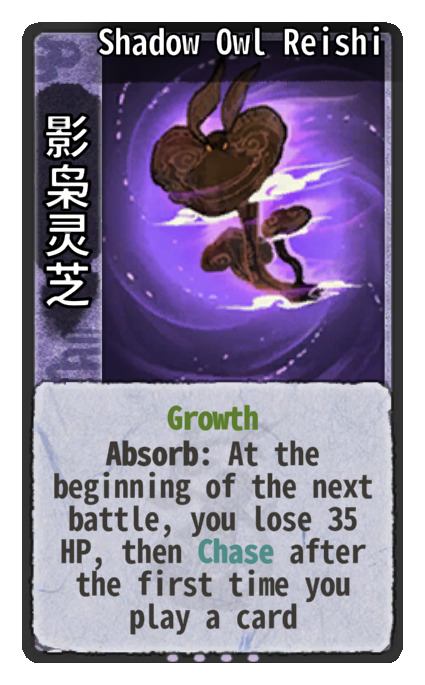 Shadow Owl Reishi
影枭灵芝
Growth
Absorb: At the
beginning of the next
battle, you lose 35
HP, then Chase after
the first time you
play a card